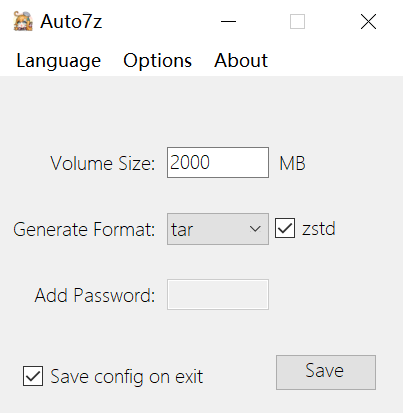 Auto7z
Language Options About
Volume Size: 2000 MB
Generate Format: tar zstd
Add Password:
Save config on exit Save